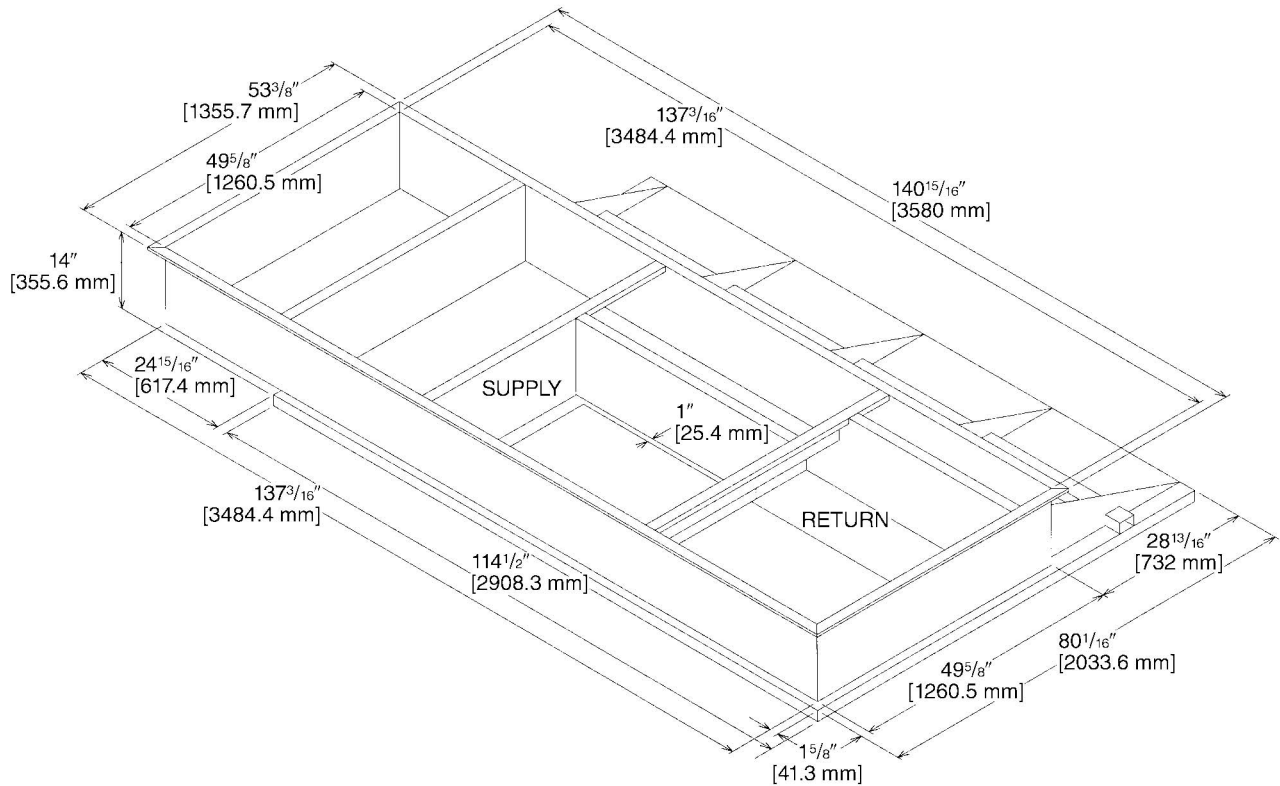 53 3/8"
[1355.7 mm]
137 3/16"
[3484.4 mm]
49 5/8"
[1260.5 mm]
140 15/16"
[3580 mm]
14"
[355.6 mm]
24 15/16"
[617.4 mm]
SUPPLY
1"
[25.4 mm]
137 3/16"
[3484.4 mm]
RETURN
28 13/16"
[732 mm]
114 1/2"
[2908.3 mm]
80 1/16"
[2033.6 mm]
49 5/8"
[1260.5 mm]
1 5/8"
[41.3 mm]